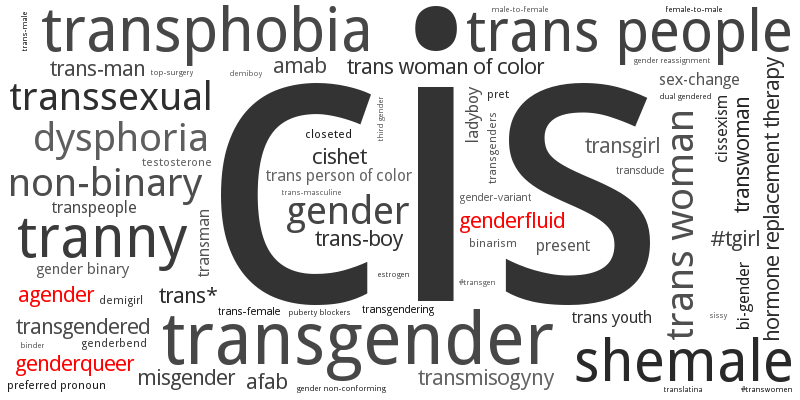 trans-male
transphobia
male-to-male
trans people
female-to-male
trans-man
top-surgery
demiboy
amab
trans woman of color
gender reassignment
sex-change
dual gendered
transsexual
cis
third gender
closeted
ladyboy
pret
transgenders
cissexism
transwoman
hormone replacement therapy
dysphoria
testosterone
cishet
transgirl
trans woman
non-binary
trans person of color
transdude
trans-masculine
gender-variant
transpeople
gender
genderfluid
tranny
transman
trans-boy
binarism
present
#tgirl
gender binary
estrogen
#transgen
bi-gender
agender
demigirl
trans*
trans-female
puberty blockers
transgendering
trans youth
sissy
transgendered
genderbend
binder
transgender
shemale
genderqueer
preferred pronoun
misgender
afab
gender non-conforming
transmisogyny
translatina
#transwomen